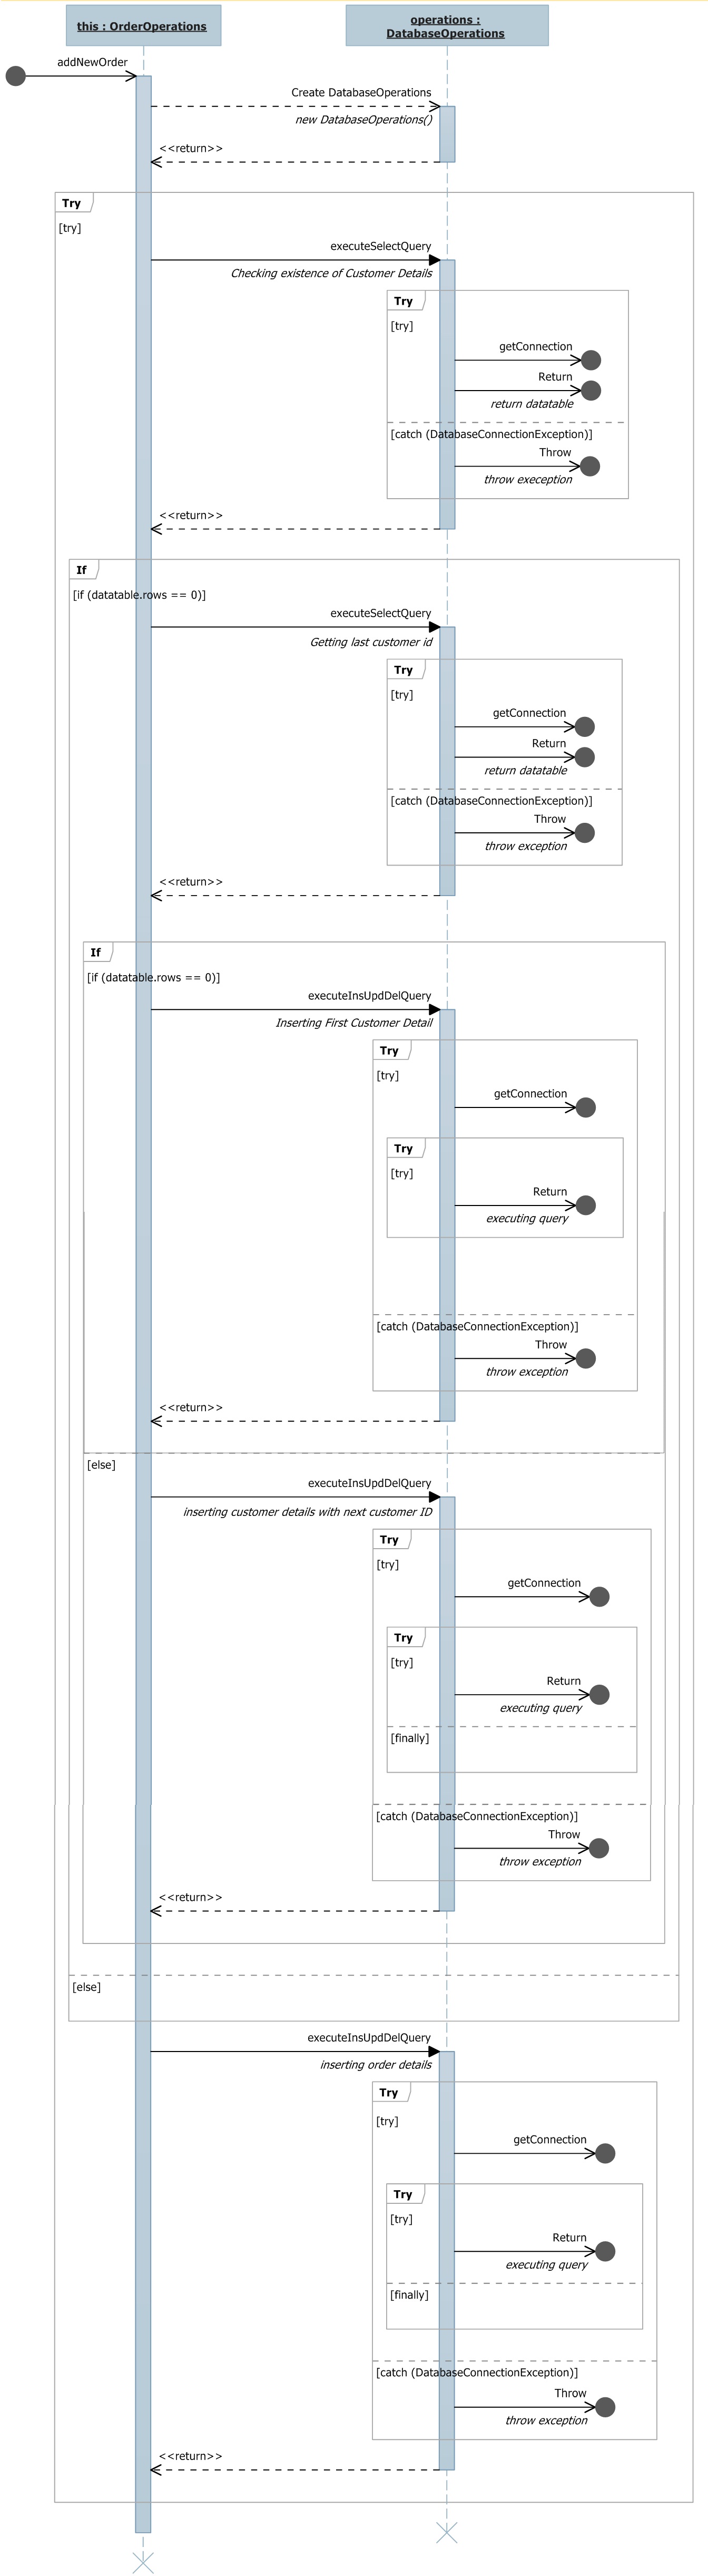 this : OrderOperations
operations :
DatabaseOperations
addNewOrder
Create DatabaseOperations
new DatabaseOperations()
<<return>>
Try
[try]
executeSelectQuery
Checking existence of Customer Details
Try
[try]
getConnection
Return
return datatable
[catch (DatabaseConnectionException)]
Throw
throw exeception
<<return>>
If
[if (datatable.rows == 0)]
executeSelectQuery
Getting last customer id
Try
[try]
getConnection
Return
return datatable
[catch (DatabaseConnectionException)]
Throw
throw exception
<<return>>
If
[if (datatable.rows == 0)]
executeInsUpdDelQuery
Inserting First Customer Detail
Try
[try]
getConnection
Try
[try]
Return
executing query
[catch (DatabaseConnectionException)]
Throw
throw exception
<<return>>
[else]
executeInsUpdDelQuery
inserting customer details with next customer ID
Try
[try]
getConnection
Try
[try]
Return
executing query
[finally]
[catch (DatabaseConnectionException)]
Throw
throw exception
<<return>>
[else]
executeInsUpdDelQuery
inserting order details
Try
[try]
getConnection
Try
[try]
Return
executing query
[finally]
[catch (DatabaseConnectionException)]
Throw
throw exception
<<return>>